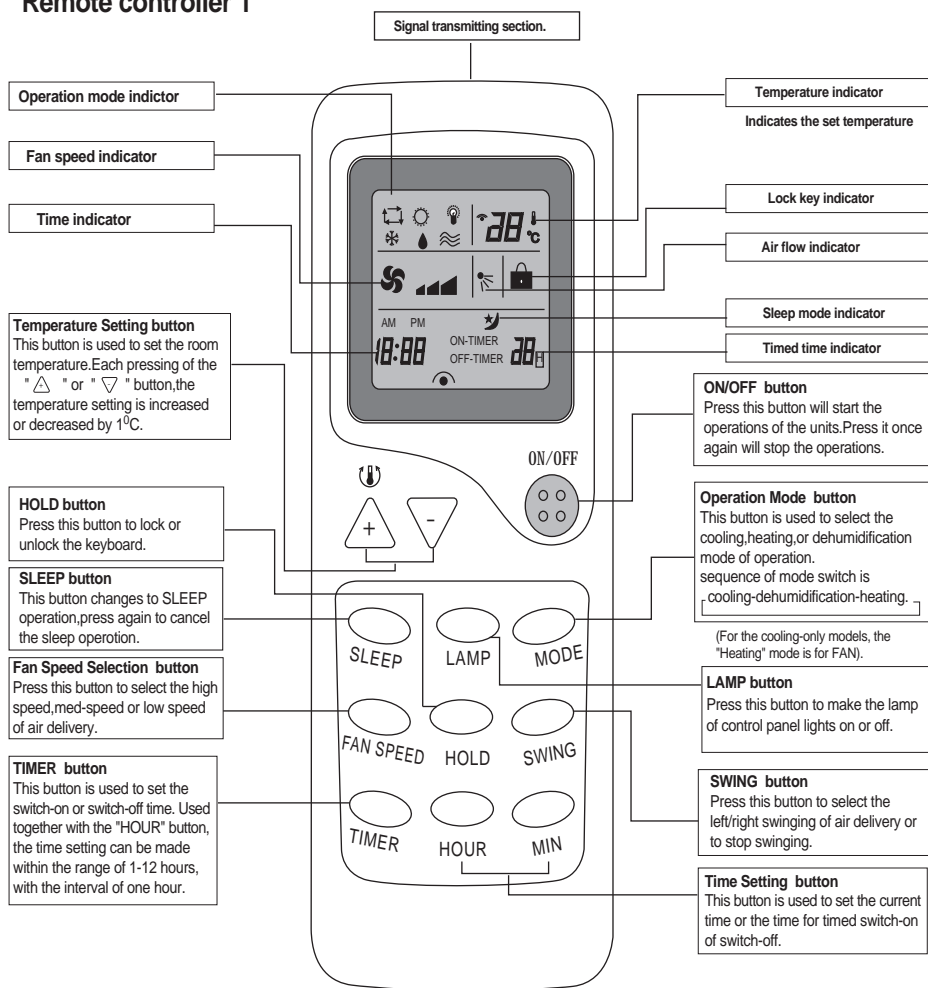 Remote controller 1
Signal transmitting section.
Operation mode indictor
Fan speed indicator
Time indicator
Temperature Setting button
This button is used to set the room
temperature.Each pressing of the
" + " or " - " button,the
temperature setting is increased
or decreased by 1⁰C.
HOLD button
Press this button to lock or
unlock the keyboard.
SLEEP button
This button changes to SLEEP
operation,press again to cancel
the sleep operotion.
Fan Speed Selection button
Press this button to select the high
speed,med-speed or low speed
of air delivery.
TIMER button
This button is used to set the
switch-on or switch-off time. Used
together with the "HOUR" button,
the time setting can be made
within the range of 1-12 hours,
with the interval of one hour.
88
°C
AM PM
18:88
ON-TIMER
OFF-TIMER
88 H
ON/OFF
+ -
SLEEP LAMP MODE
FAN SPEED HOLD SWING
TIMER HOUR MIN
Temperature indicator
Indicates the set temperature
Lock key indicator
Air flow indicator
Sleep mode indicator
Timed time indicator
ON/OFF button
Press this button will start the
operations of the units.Press it once
again will stop the operations.
Operation Mode button
This button is used to select the
cooling,heating,or dehumidification
mode of operation.
sequence of mode switch is
cooling-dehumidification-heating.
(For the cooling-only models, the
"Heating" mode is for FAN).
LAMP button
Press this button to make the lamp
of control panel lights on or off.
SWING button
Press this button to select the
left/right swinging of air delivery or
to stop swinging.
Time Setting button
This button is used to set the current
time or the time for timed switch-on
of switch-off.